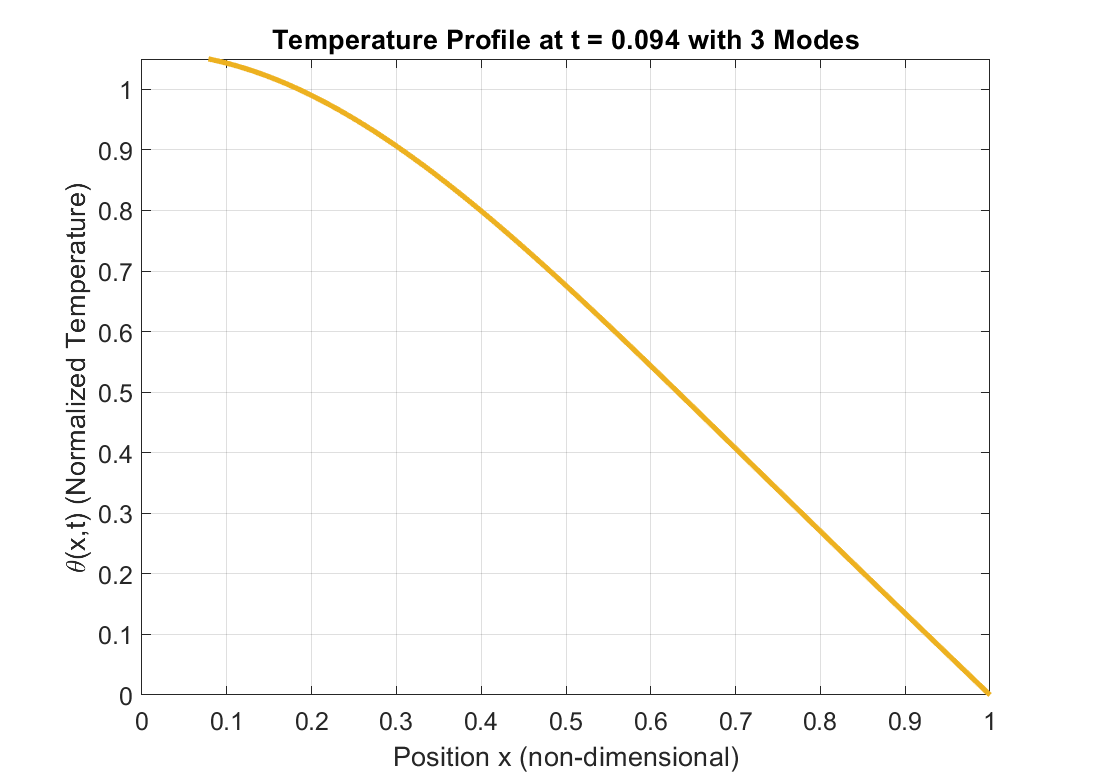 Temperature Profile at t = 0.094 with 3 Modes
θ(x,t) (Normalized Temperature)
1
0.9
0.8
0.7
0.6
0.5
0.4
0.3
0.2
0.1
0
0 0.1 0.2 0.3 0.4 0.5 0.6 0.7 0.8 0.9 1
Position x (non-dimensional)